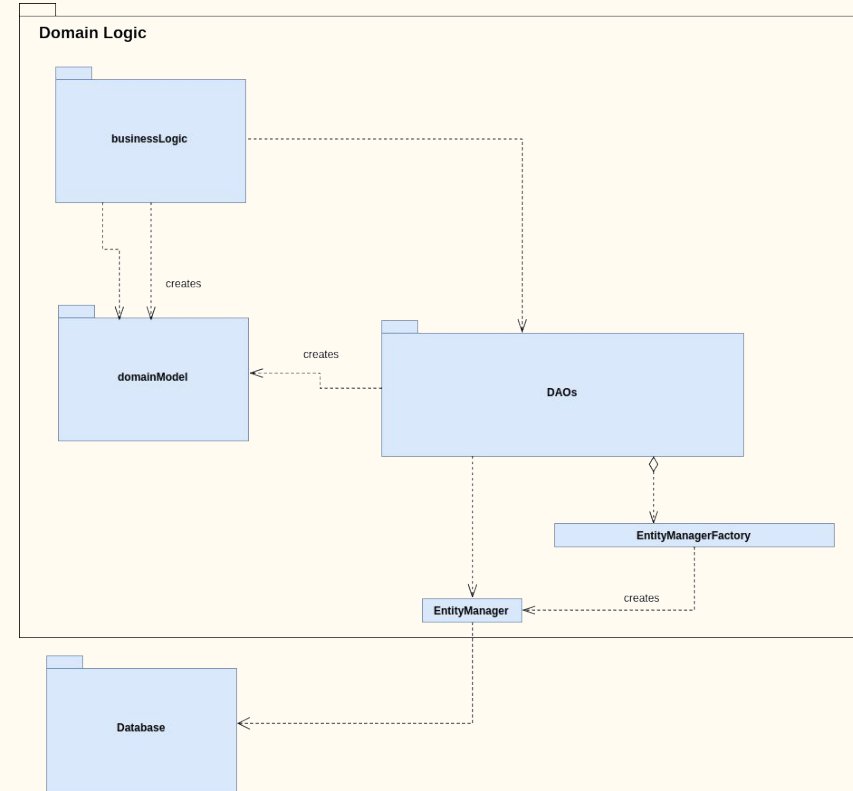 Domain Logic
businessLogic
creates
creates
domainModel
DAOs
EntityManagerFactory
creates
EntityManager
Database